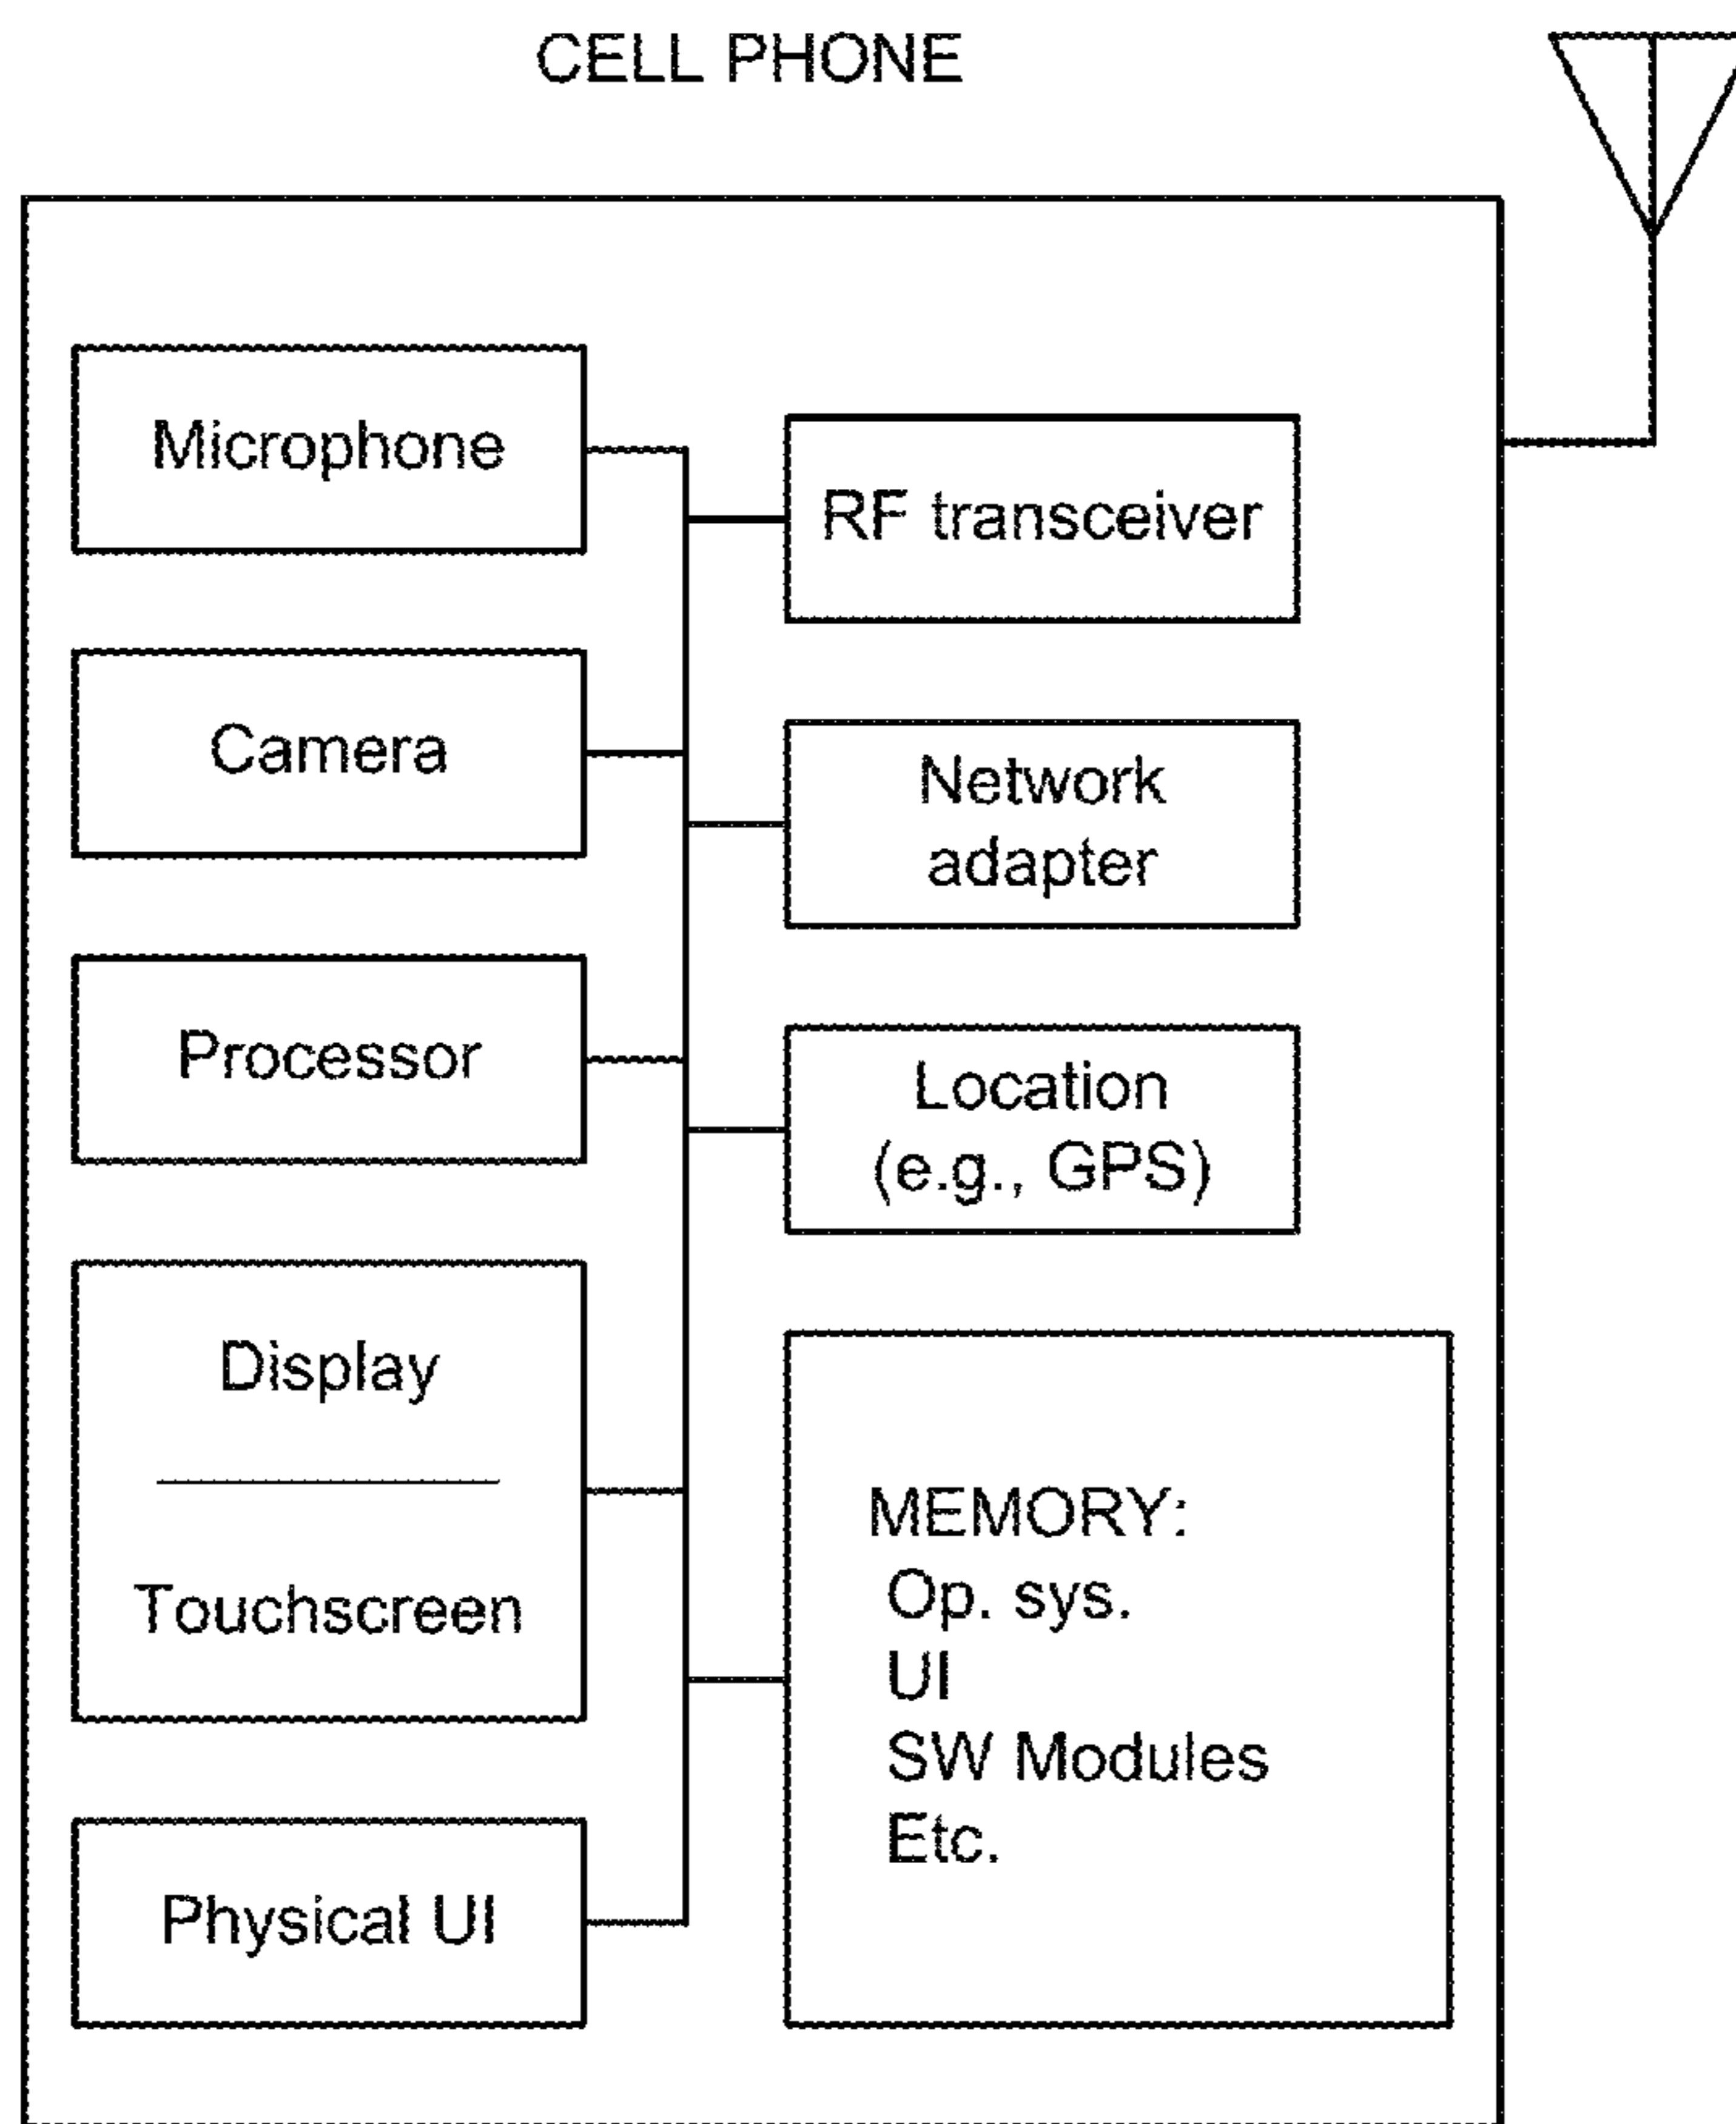 CELL PHONE
Microphone
Camera
Processor
Display
Touchscreen
Physical UI
RF transceiver
Network
adapter
Location
(e.g., GPS)
MEMORY:
Op. sys.
UI
SW Modules
Etc.